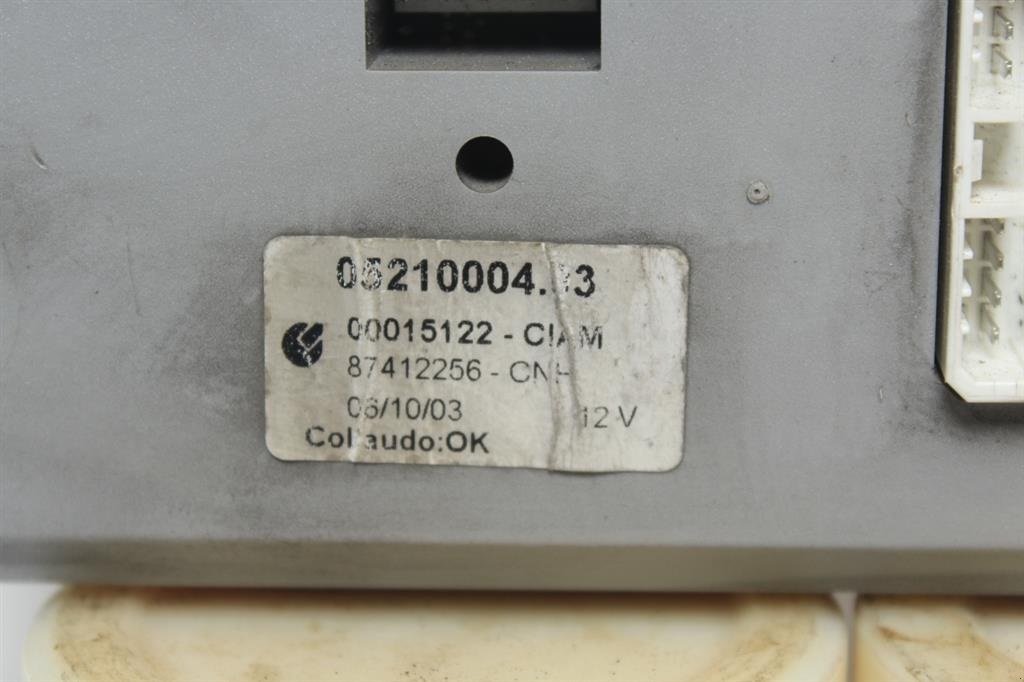 00015122 - CIAM
87412256 - CNH
06/10/03 12 V
Collaudo:OK